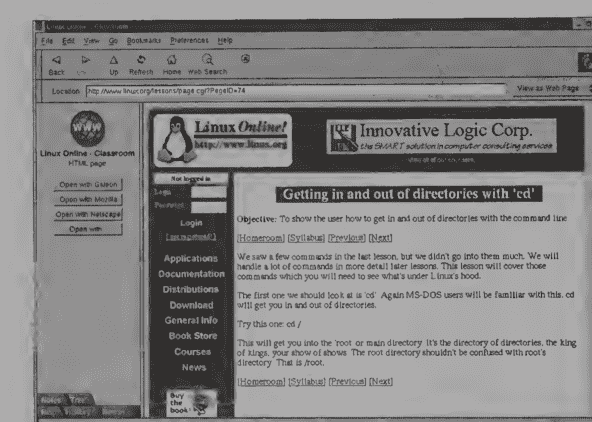 File Edit View Go Bookmarks Preferences Help
Back Up Refresh Home Web Search
Location: http://www.linux.org/lessons/page.cgi?PageID=74 View as Web Page
WWW
Linux Online - Classroom
HTML page
Open with Galeon
Open with Mozilla
Open with Netscape
Open with
Linux Online!
http://www.linux.org
Innovative Logic Corp.
the SMART solution in computer consulting services
Not logged in
Login
Password
Login
Applications
Documentation
Distributions
Download
General Info
Book Store
Courses
News
Buy
the
book!
Getting in and out of directories with 'cd'
Objective: To show the user how to get in and out of directories with the command line
[Homeroom] [Syllabus] [Previous] [Next]
We saw a few commands in the last lesson, but we didn't go into them much. We will
handle a lot of commands in more detail later lessons. This lesson will cover those
commands which you will need to see what's under Linux's hood.
The first one we should look at is 'cd' Again MS-DOS users will be familiar with this. cd
will get you in and out of directories.
Try this one: cd /
This will get you into the 'root' or main directory. It's the directory of directories, the king
of kings, your show of shows. The root directory shouldn't be confused with root's
directory. That is /root.
[Homeroom] [Syllabus] [Previous] [Next]
Notes Tree